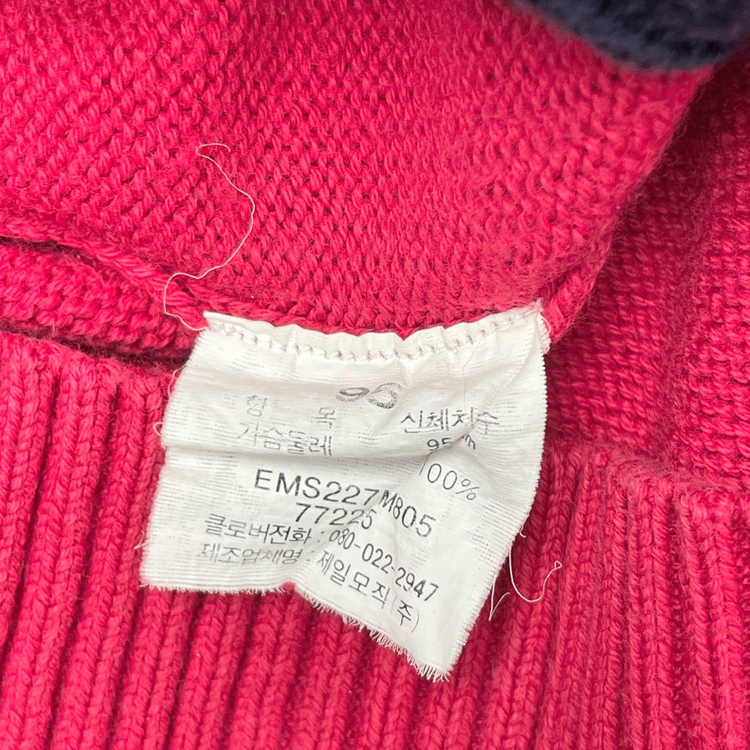 항 목 신체치수
가슴둘레 95
100%
EMS227M805
77225
클로버전화 : 080-022-2947
제조업체명 : 제일모직(주)